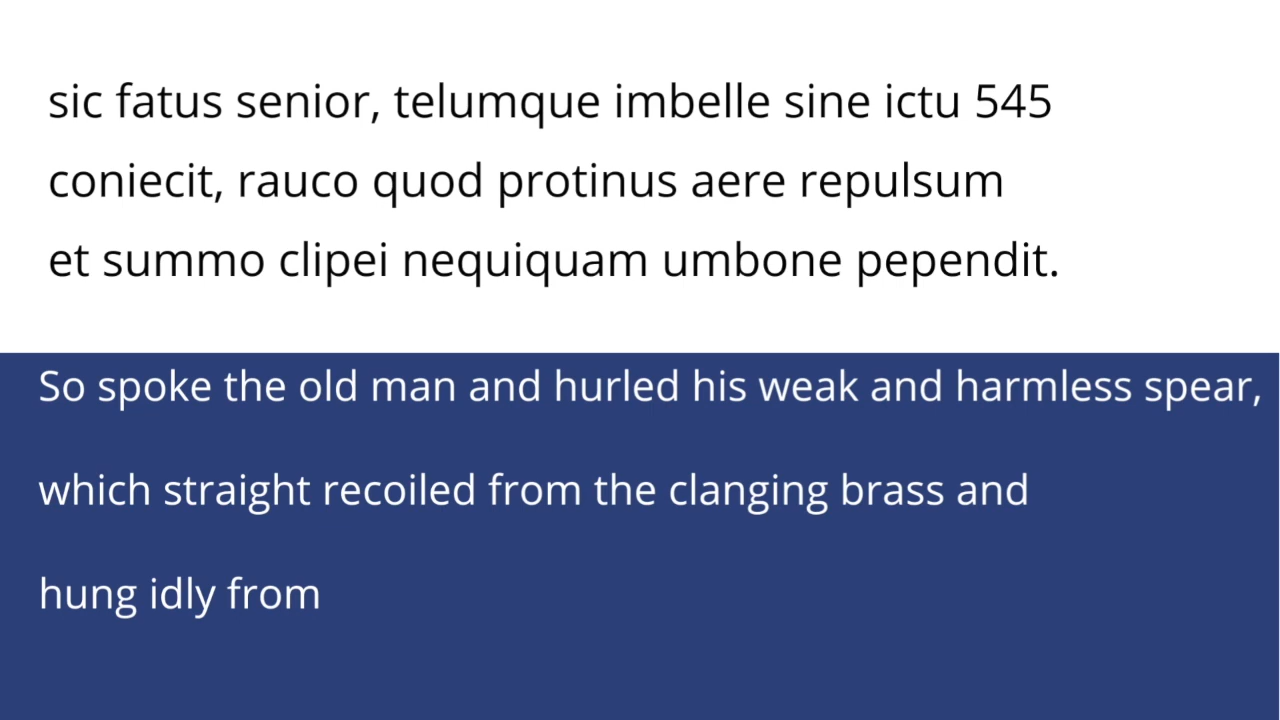 sic fatus senior, telumque imbelle sine ictu 545
coniecit, rauco quod protinus aere repulsum
et summo clipei nequiquam umbone pependit.
So spoke the old man and hurled his weak and harmless spear,
which straight recoiled from the clanging brass and
hung idly from